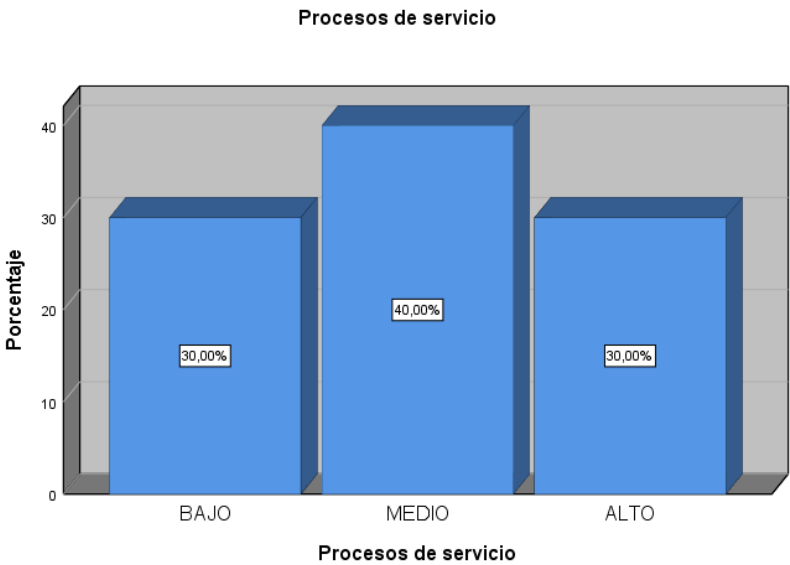 Procesos de servicio
Porcentaje
40
30
20
10
0
30,00%
40,00%
30,00%
BAJO
MEDIO
ALTO
Procesos de servicio